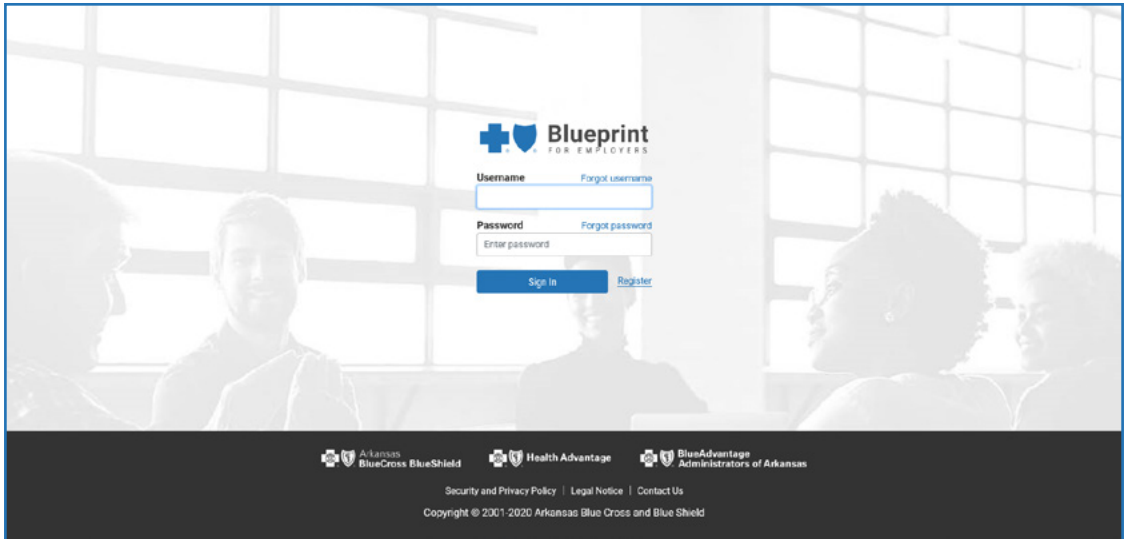 Blueprint
FOR EMPLOYERS
Username Forgot username
Password Forgot password
Enter password
Sign In Register
Arkansas
BlueCross BlueShield
Health Advantage
BlueAdvantage
Administrators of Arkansas
Security and Privacy Policy | Legal Notice | Contact Us
Copyright © 2001-2020 Arkansas Blue Cross and Blue Shield